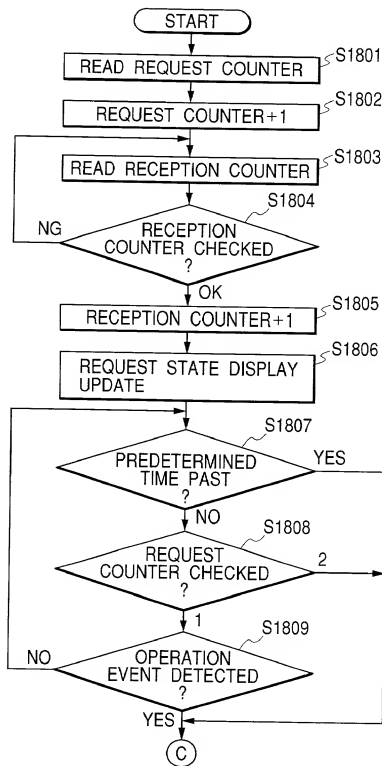 START
S1801
READ REQUEST COUNTER
S1802
REQUEST COUNTER+1
S1803
READ RECEPTION COUNTER
S1804
NG
RECEPTION
COUNTER CHECKED
?
OK
S1805
RECEPTION COUNTER+1
S1806
REQUEST STATE DISPLAY
UPDATE
S1807
PREDETERMINED
TIME PAST
?
YES
NO
S1808
REQUEST
COUNTER CHECKED
?
2
1
S1809
NO
OPERATION
EVENT DETECTED
?
YES
C